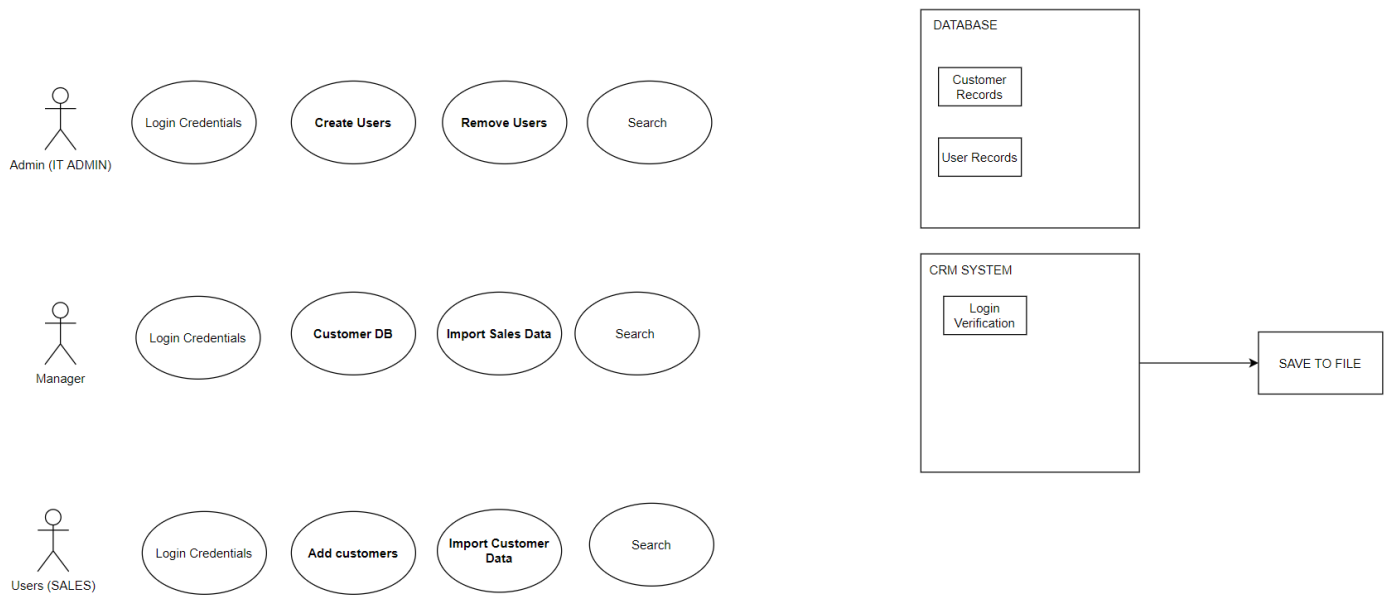 DATABASE
Customer
Records
Login Credentials
Create Users
Remove Users
Search
User Records
Admin (IT ADMIN)
CRM SYSTEM
Login
Verification
Login Credentials
Customer DB
Import Sales Data
Search
SAVE TO FILE
Manager
Login Credentials
Add customers
Import Customer
Data
Search
Users (SALES)